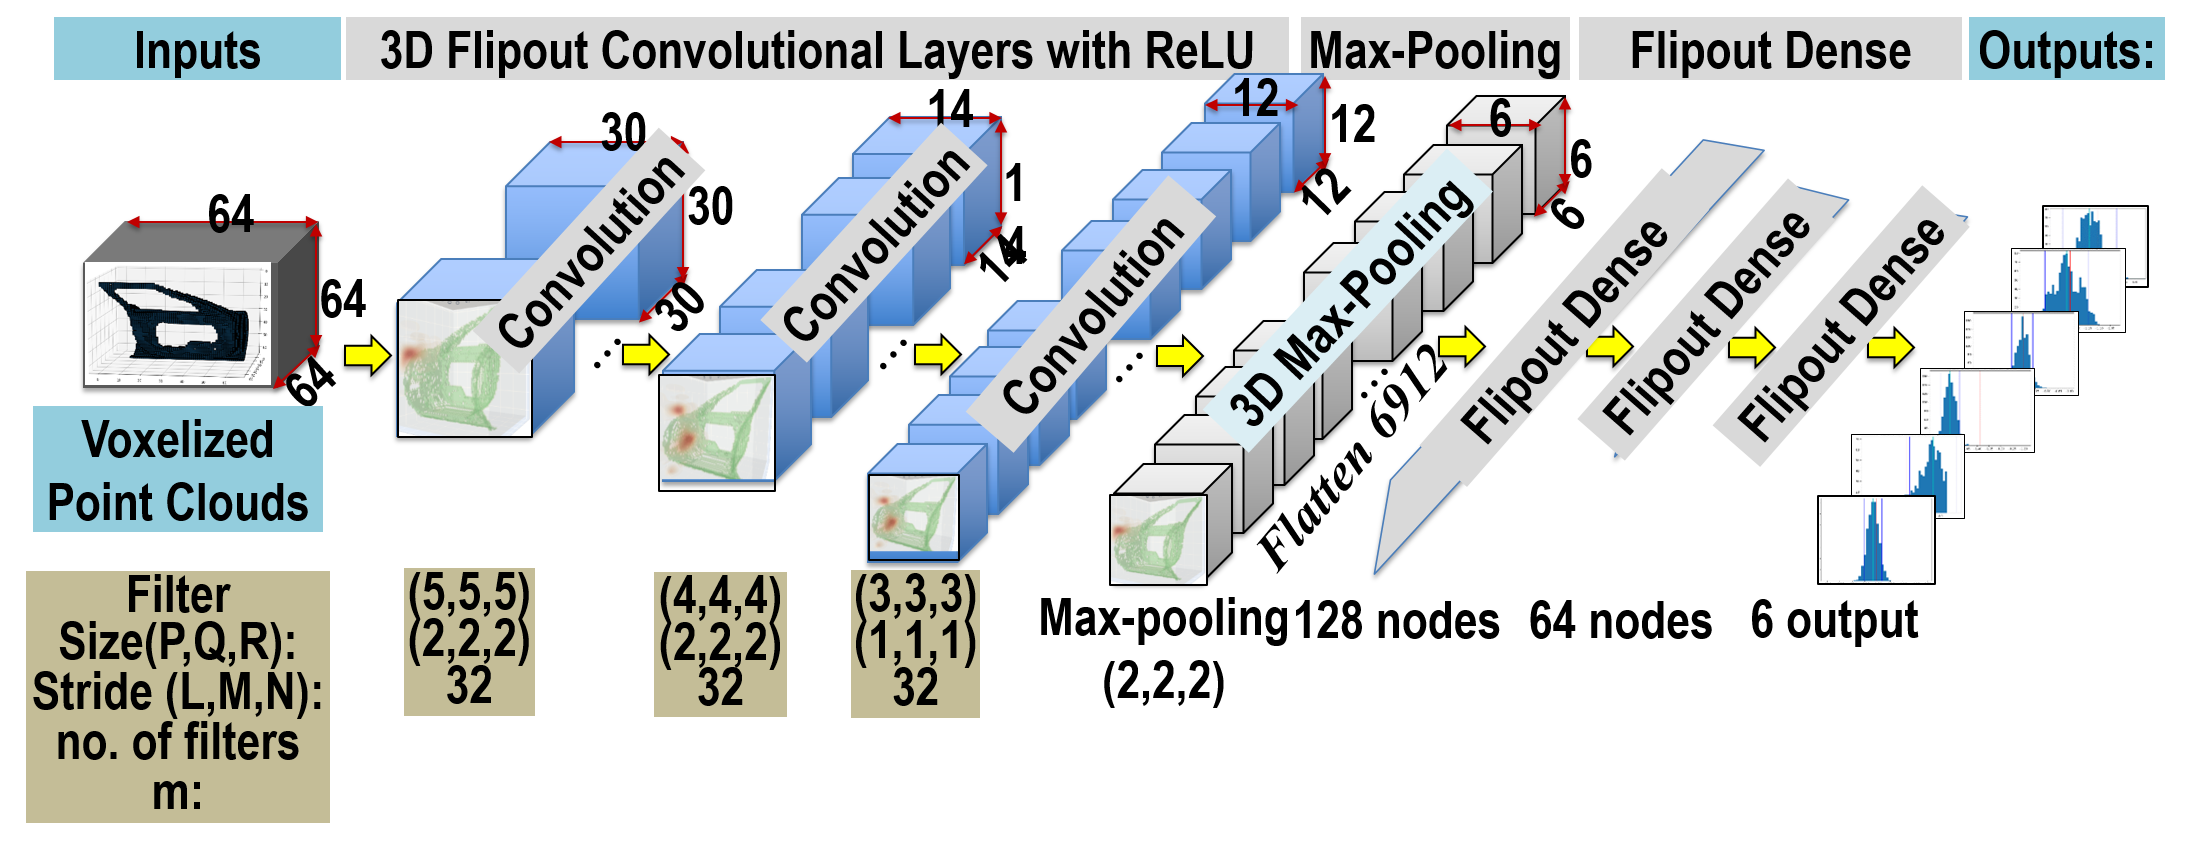 Inputs
3D Flipout Convolutional Layers with ReLU
Max-Pooling
Flipout Dense
Outputs:
64
64
64
Voxelized
Point Clouds
30
30
30
Convolution
...
14
14
14
Convolution
...
12
12
12
Convolution
...
6
6
6
3D Max-Pooling
...
Flatten 6912
Flipout Dense
Flipout Dense
Flipout Dense
Filter
Size(P,Q,R):
Stride (L,M,N):
no. of filters
m:
(5,5,5)
(2,2,2)
32
(4,4,4)
(2,2,2)
32
(3,3,3)
(1,1,1)
32
Max-pooling
(2,2,2)
128 nodes
64 nodes
6 output